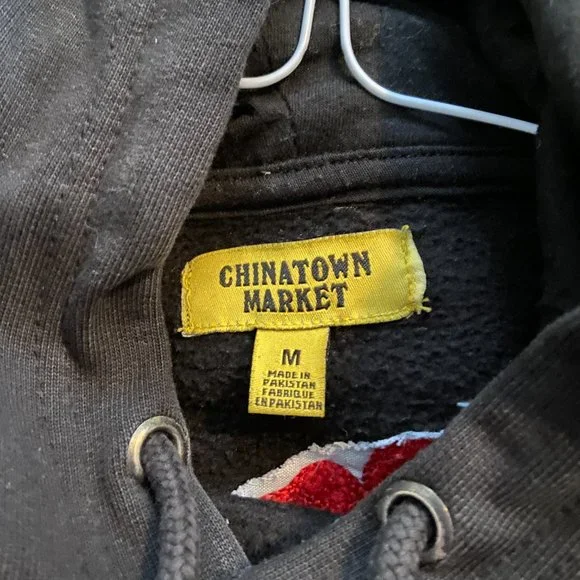 CHINATOWN
MARKET
M
MADE IN
PAKISTAN
FABRIQUE
EN PAKISTAN